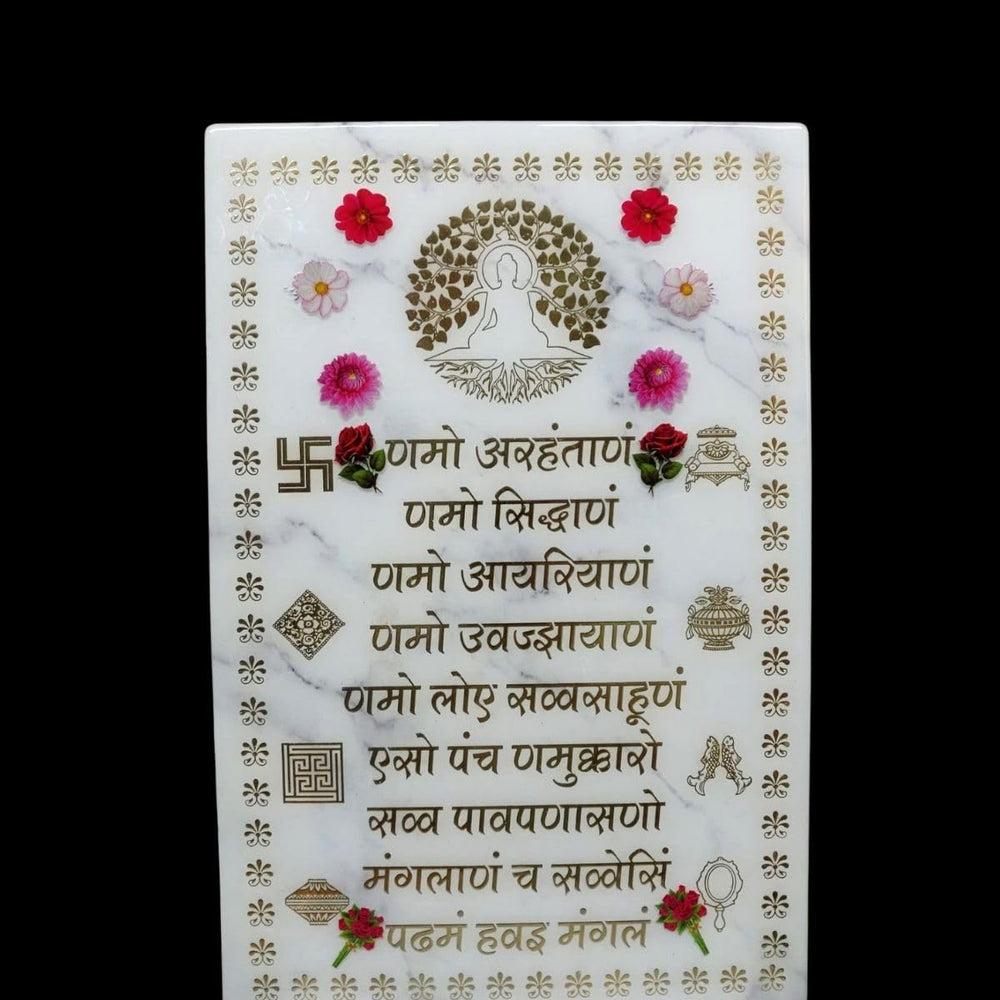 णमो अरहंताणं
णमो सिद्धाणं
णमो आयरियाणं
णमो उवज्झायाणं
णमो लोए सव्वसाहूणं
एसो पंच णमुक्कारो
सव्व पावपणासणो
मंगलाणं च सव्वेसिं
पढमं हवइ मंगलं